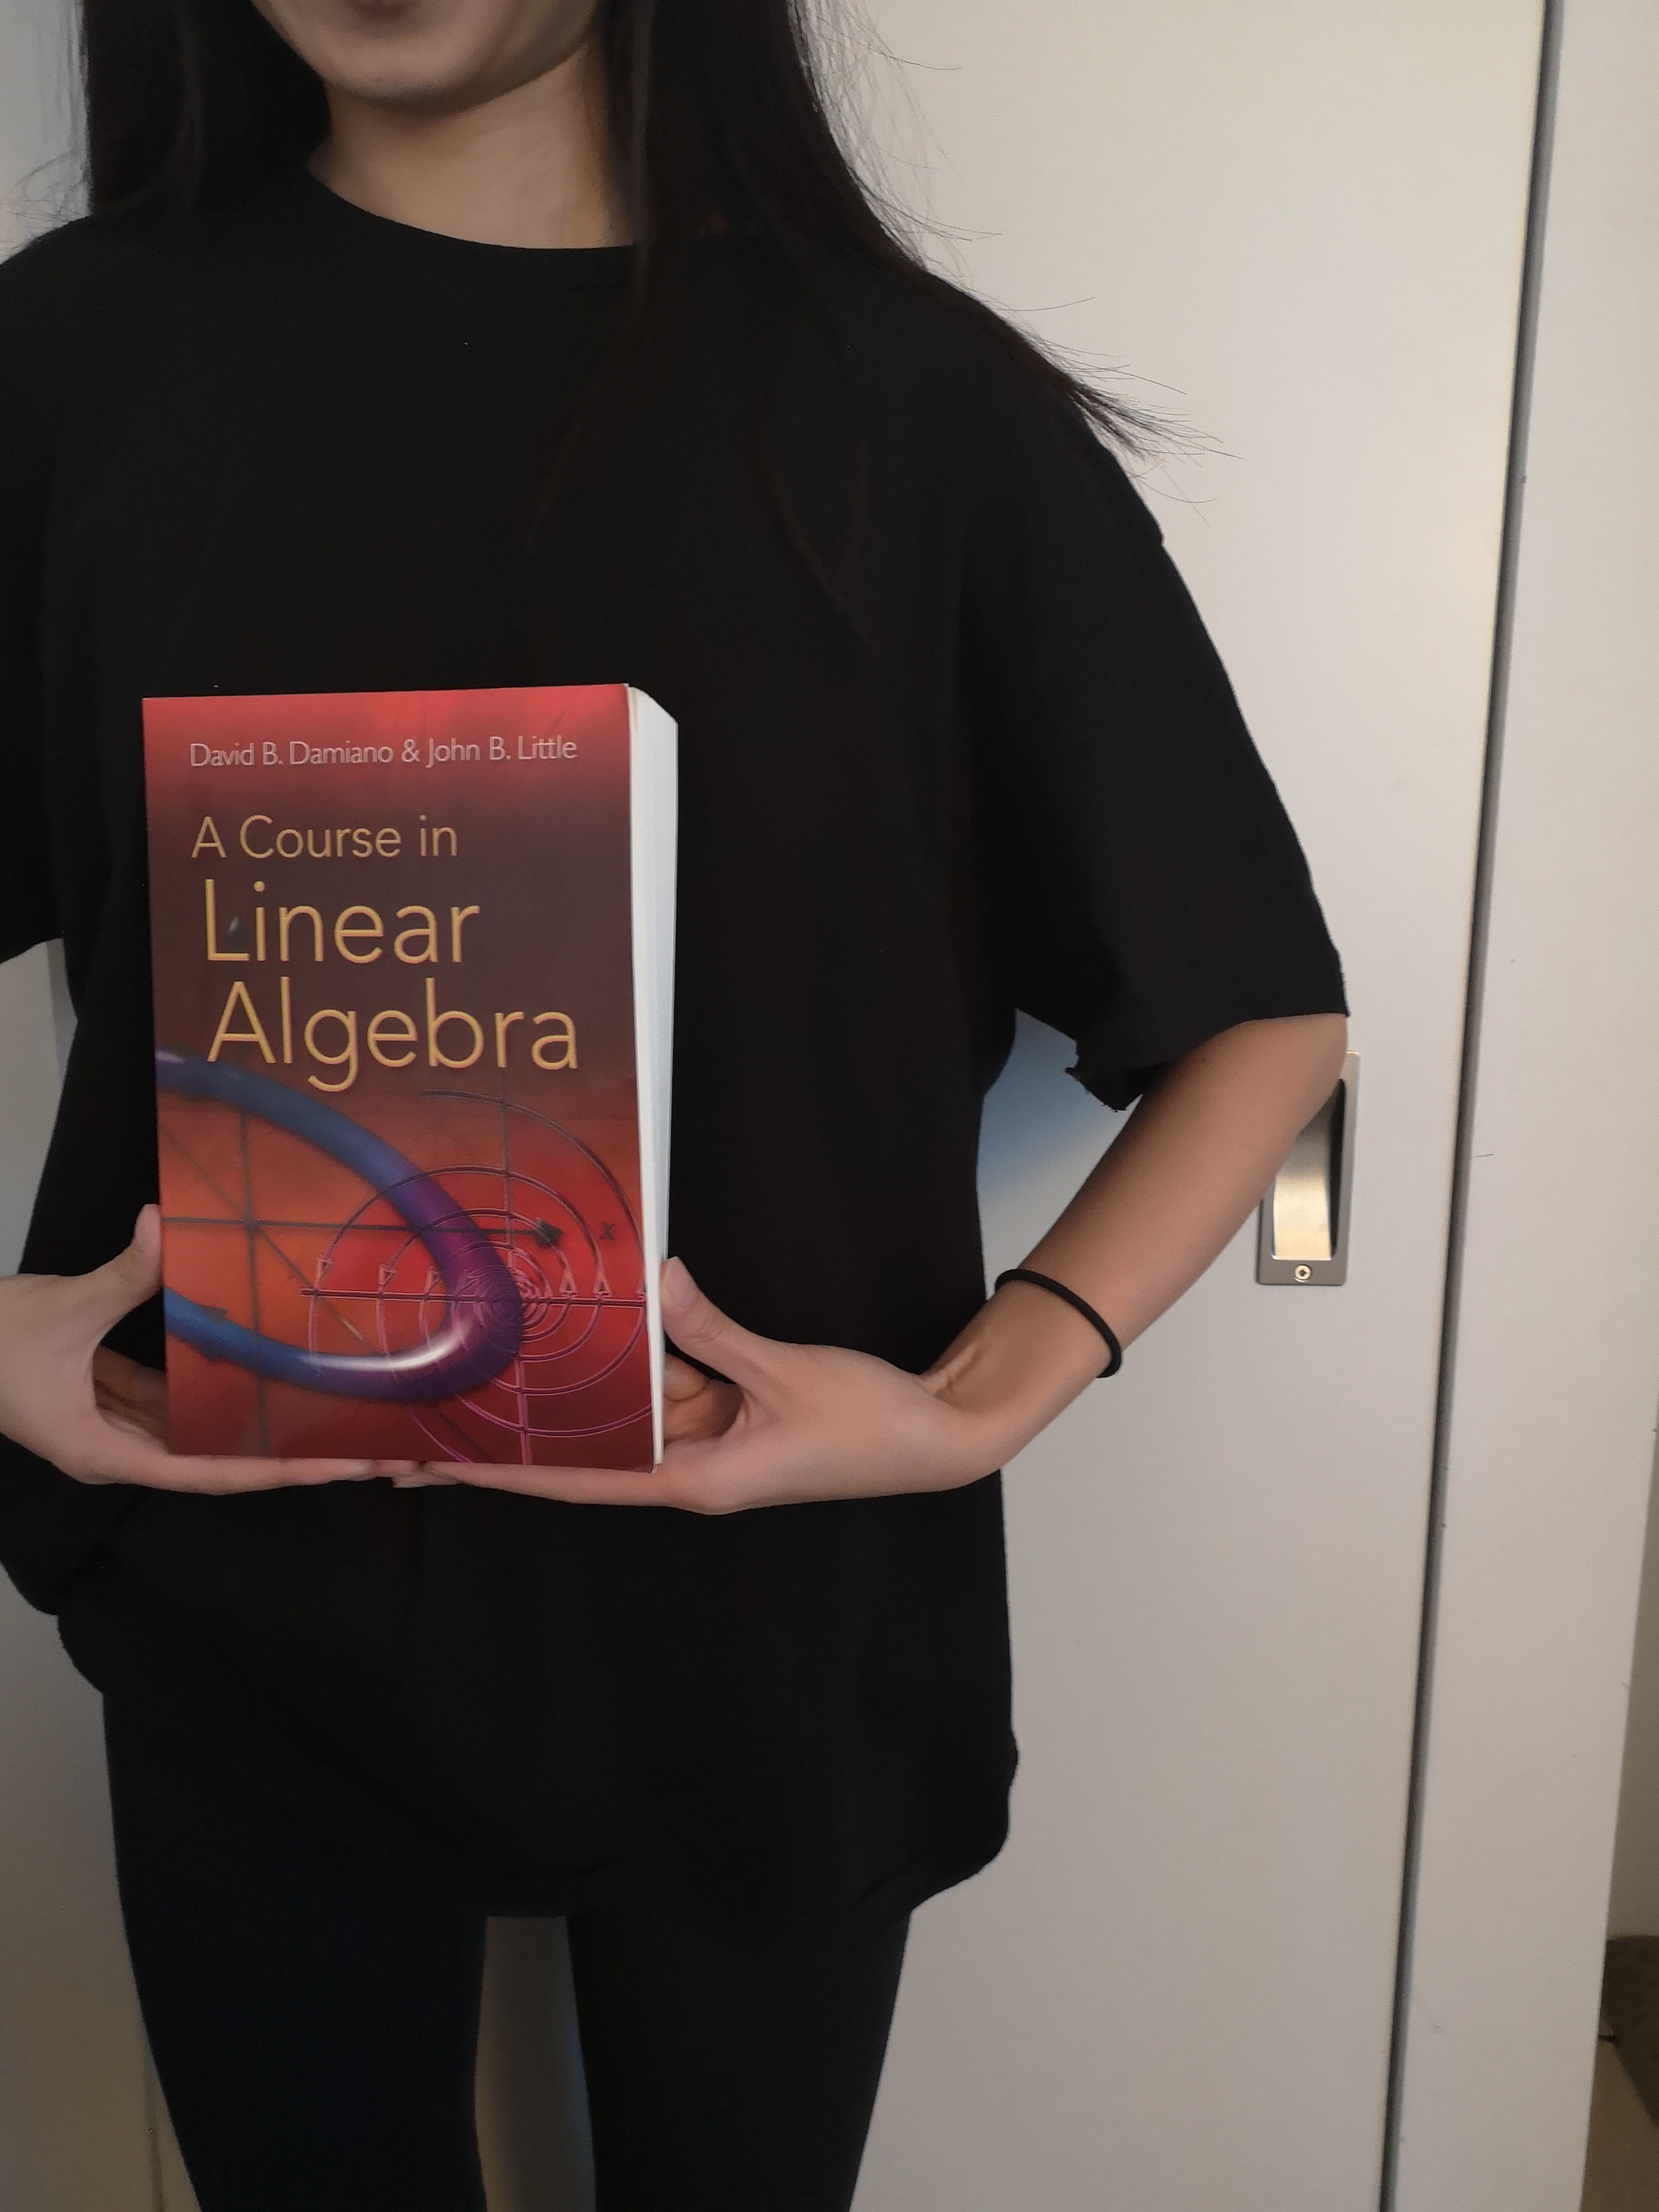 David B. Damiano & John B. Little
A Course in
Linear
Algebra
x